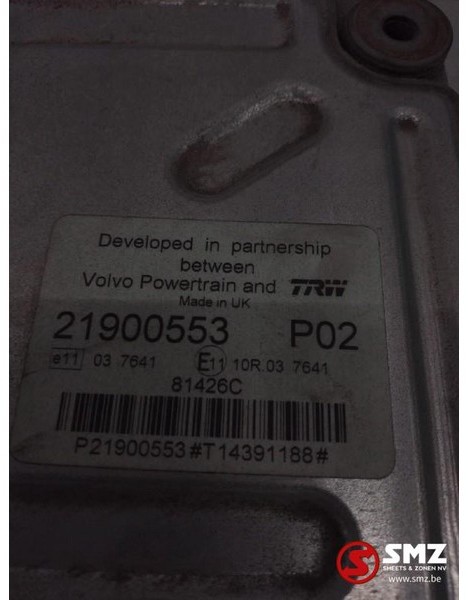 Developed in partnership
between
Volvo Powertrain and TRW
Made in UK
21900553 P02
e11 03 7641 E11 10R 03 7641
81426C
P21900553#T14391188#
SMZ
SMEETS & ZONEN NV
www.smz.be